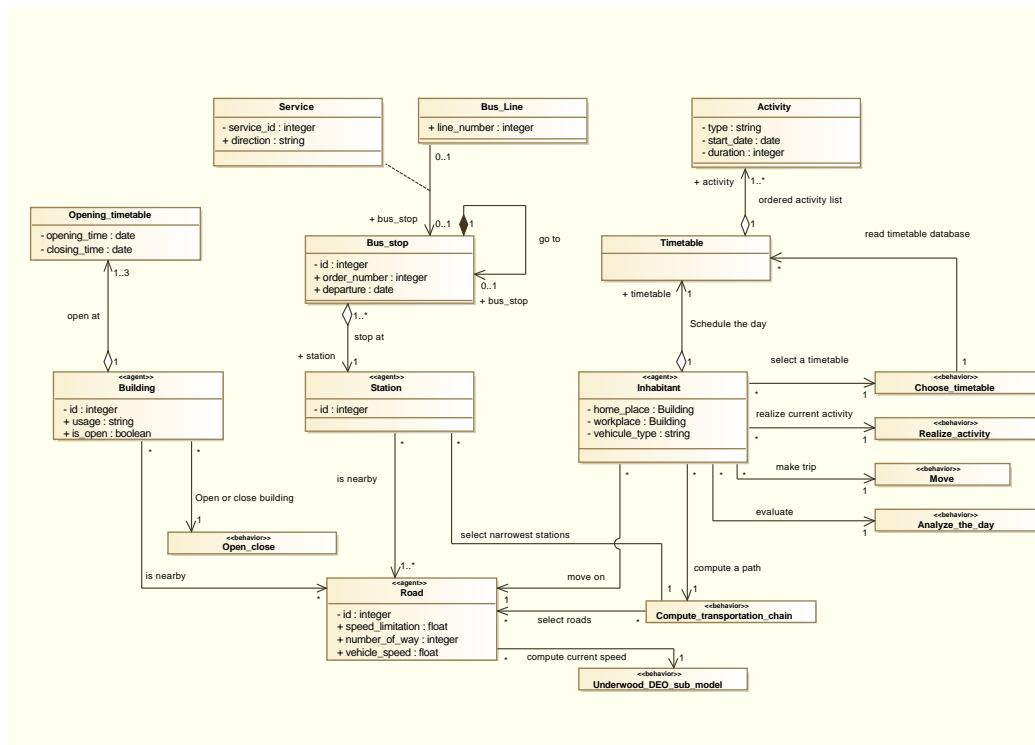 Service
- service_id : integer
+ direction : string
Bus_Line
+ line_number : integer
0..1
Activity
- type : string
- start_date : date
- duration : integer
+ activity
1..*
ordered activity list
1
Opening_timetable
- opening_time : date
- closing_time : date
1..3
open at
1
+ bus_stop
0..1
1
go to
0..1
+ bus_stop
Bus_stop
- id : integer
+ order_number : integer
+ departure : date
1..*
stop at
+ station
1
Timetable
read timetable database
*
+ timetable
1
Schedule the day
1
1
<<agent>>
Building
- id : integer
+ usage : string
+ is_open : boolean
*
*
<<agent>>
Station
- id : integer
*
*
<<agent>>
Inhabitant
- home_place : Building
- workplace : Building
- vehicule_type : string
*
*
*
*
select a timetable
*
1
<<behavior>>
Choose_timetable
realize current activity
*
1
<<behavior>>
Realize_activity
make trip
1
<<behavior>>
Move
evaluate
1
<<behavior>>
Analyze_the_day
is nearby
Open or close building
1
<<behavior>>
Open_close
select narrowest stations
is nearby
*
1..*
move on
1
compute a path
1
1
<<agent>>
Road
- id : integer
+ speed_limitation : float
+ number_of_way : integer
+ vehicle_speed : float
<<behavior>>
Compute_transportation_chain
*
select roads
*
*
compute current speed
1
<<behavior>>
Underwood_DEO_sub_model